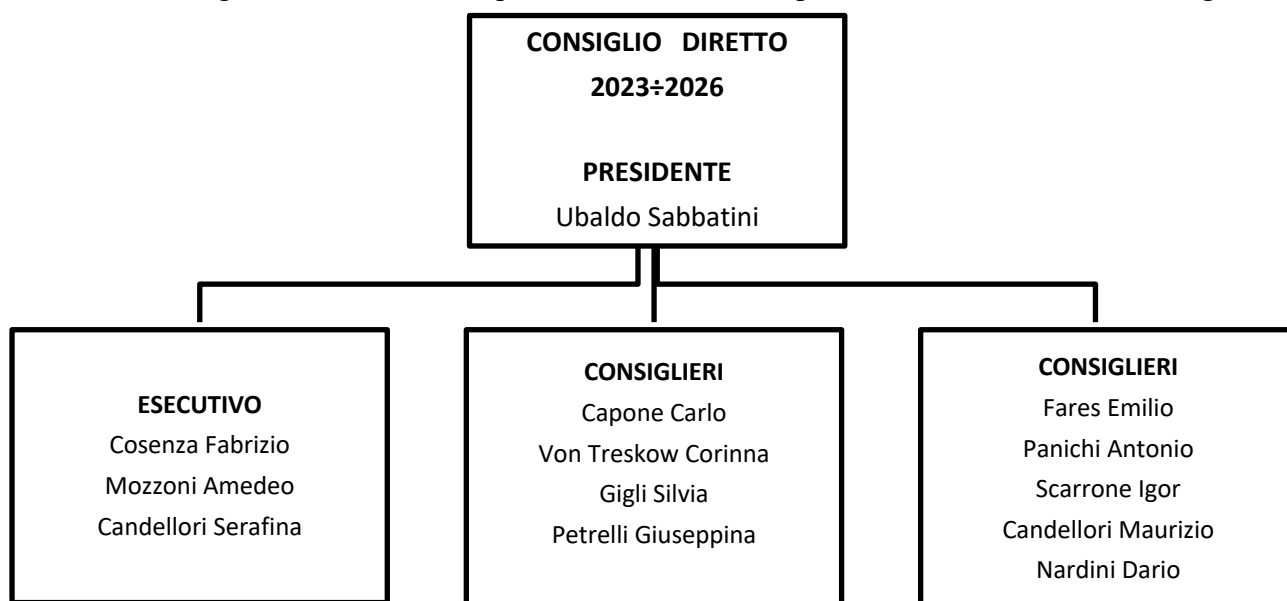 CONSIGLIO DIRETTO
2023÷2026
PRESIDENTE
Ubaldo Sabbatini
ESECUTIVO
Cosenza Fabrizio
Mozzoni Amedeo
Candellori Serafina
CONSIGLIERI
Capone Carlo
Von Treskow Corinna
Gigli Silvia
Petrelli Giuseppina
CONSIGLIERI
Fares Emilio
Panichi Antonio
Scarrone Igor
Candellori Maurizio
Nardini Dario